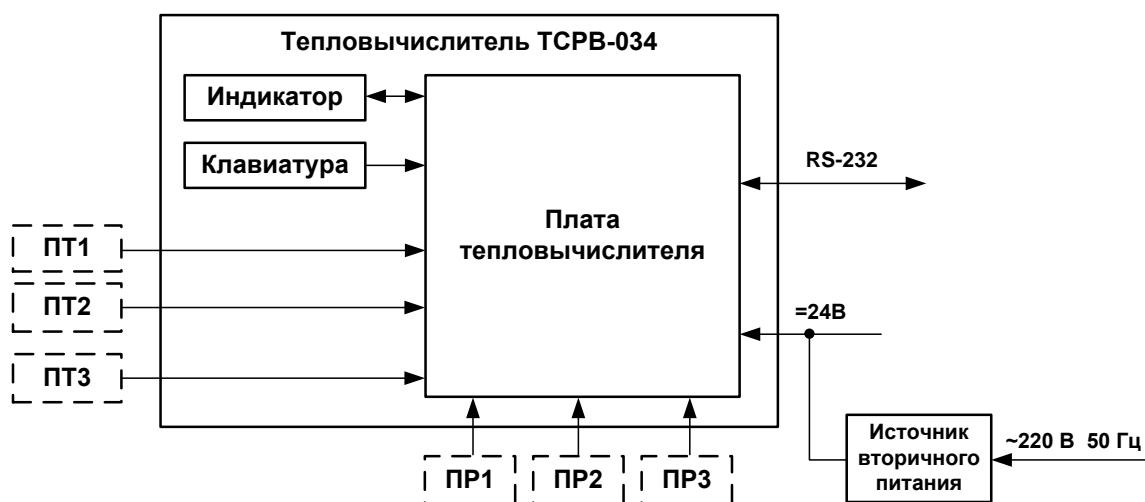 Тепловычислитель ТСРВ-034
Индикатор
Клавиатура
RS-232
Плата
тепловычислителя
ПТ1
ПТ2
=24В
ПТ3
Источник
вторичного
питания
~220 В 50 Гц
ПР1
ПР2
ПР3